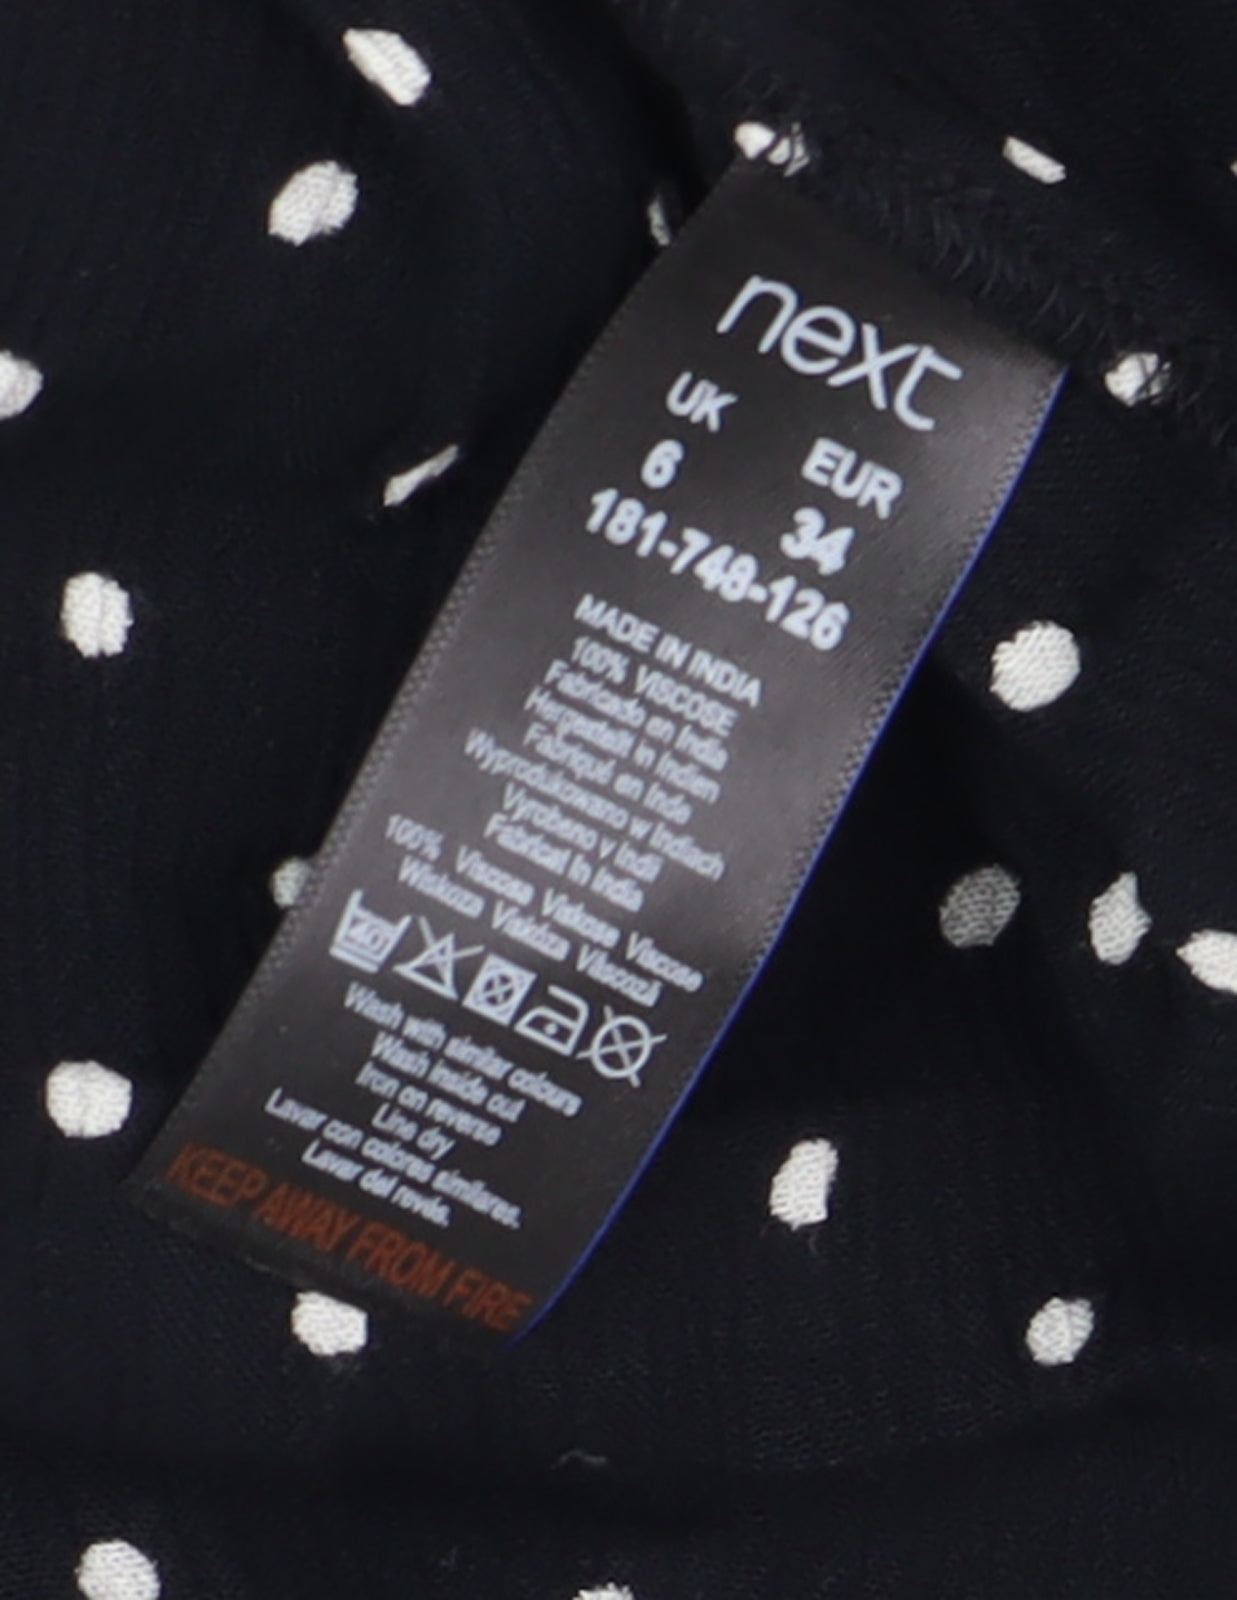 next
UK EUR
6 34
181-748-126
MADE IN INDIA
100% VISCOSE
Fabricado en India
Hergestellt in Indien
Fabriqué en Inde
Wyprodukowano w Indiach
Vyrobeno v Indii
Fabricat în India
100% Viscosa Viskose Viscose
Wiskoza Viskóza Vâscoză
40
Wash with similar colours
Wash inside out
Iron on reverse
Line dry
Lavar con colores similares.
Lavar del revés.
KEEP AWAY FROM FIRE